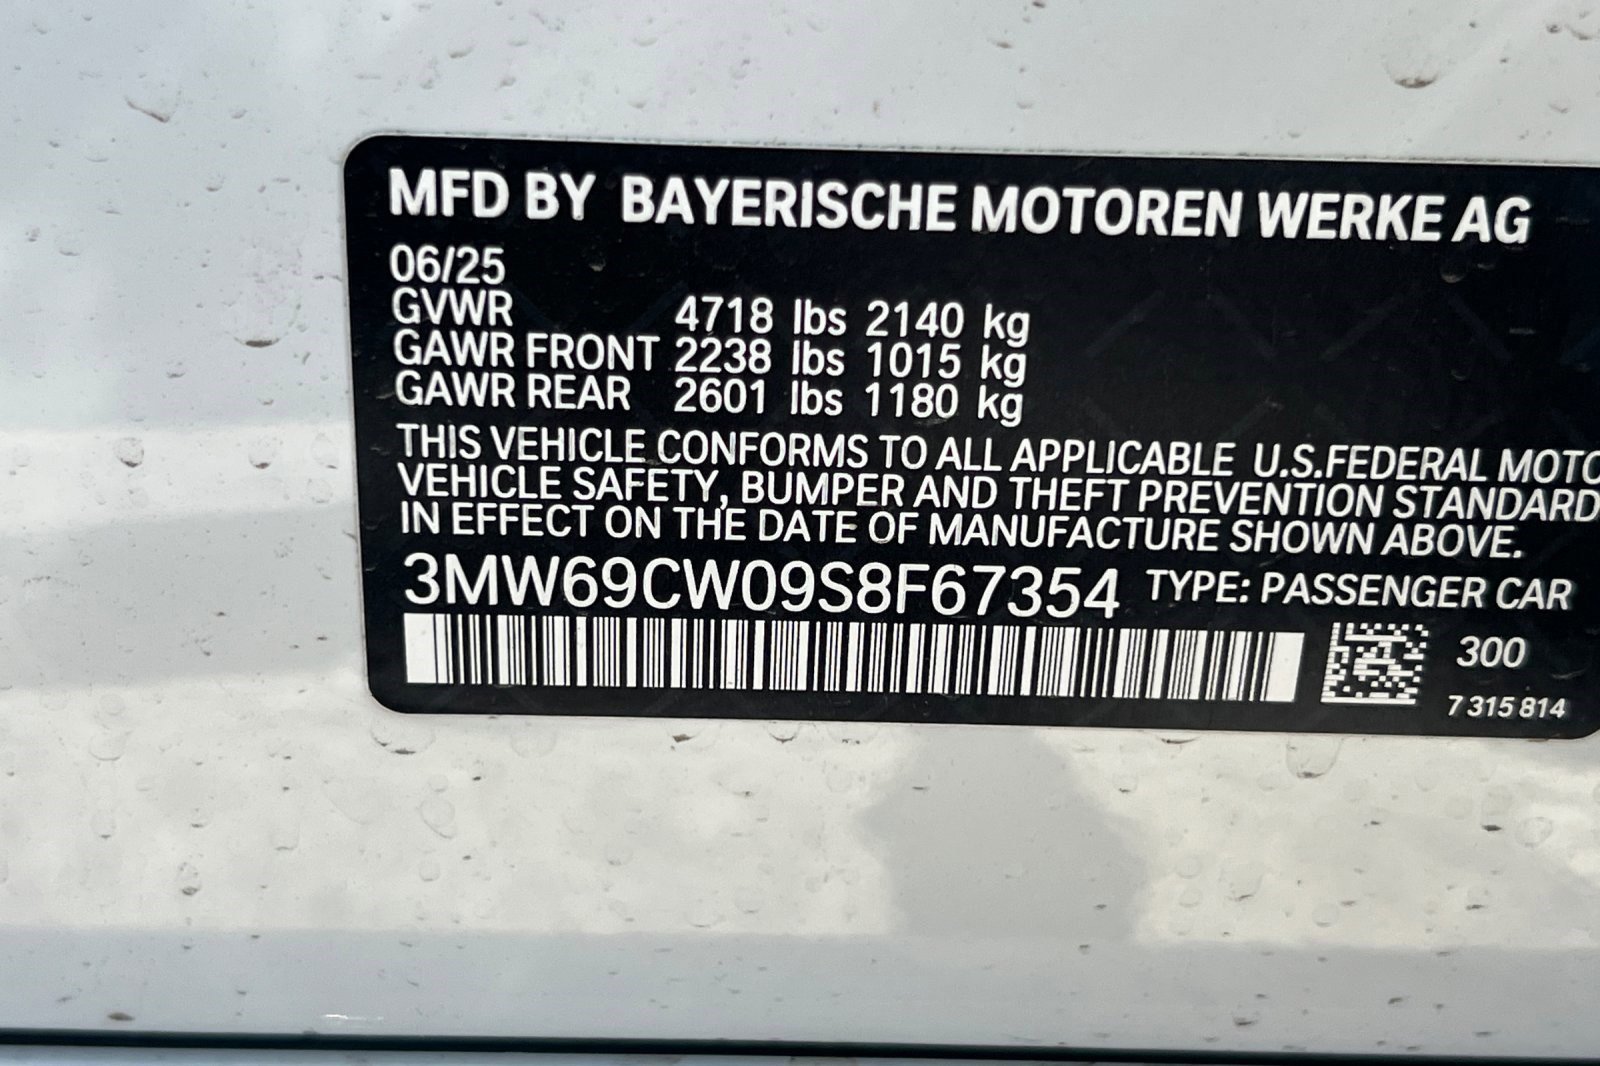 MFD BY BAYERISCHE MOTOREN WERKE AG
06/25
GVWR 4718 lbs 2140 kg
GAWR FRONT 2238 lbs 1015 kg
GAWR REAR 2601 lbs 1180 kg
THIS VEHICLE CONFORMS TO ALL APPLICABLE U.S.FEDERAL MOTO
VEHICLE SAFETY, BUMPER AND THEFT PREVENTION STANDARD
IN EFFECT ON THE DATE OF MANUFACTURE SHOWN ABOVE.
3MW69CW09S8F67354 TYPE: PASSENGER CAR
300
7 315 814